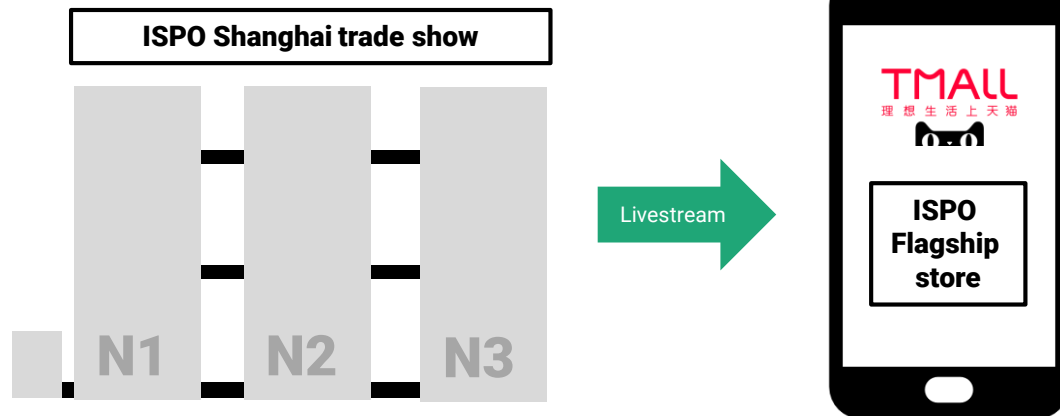 ISPO Shanghai trade show
N1
N2
N3
Livestream
TMALL
理想生活上天猫
ISPO
Flagship
store